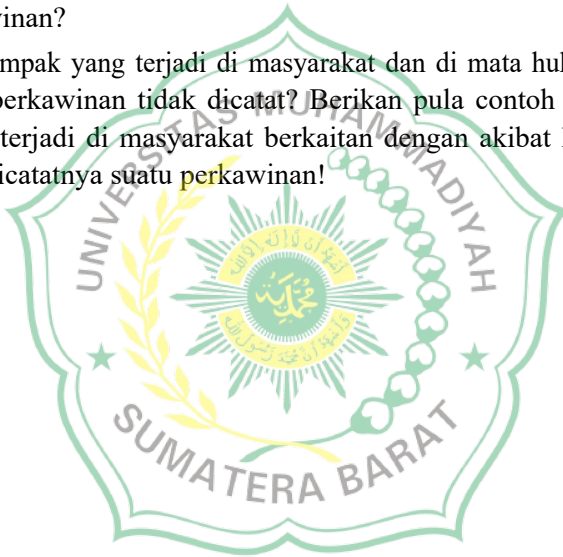 winan?
mpak yang terjadi di masyarakat dan di mata hul
perkawinan tidak dicatat? Berikan pula contoh
terjadi di masyarakat berkaitan dengan akibat
icatatnya suatu perkawinan!
UNIVERSITAS MUHAMMADIYAH
SUMATERA BARAT